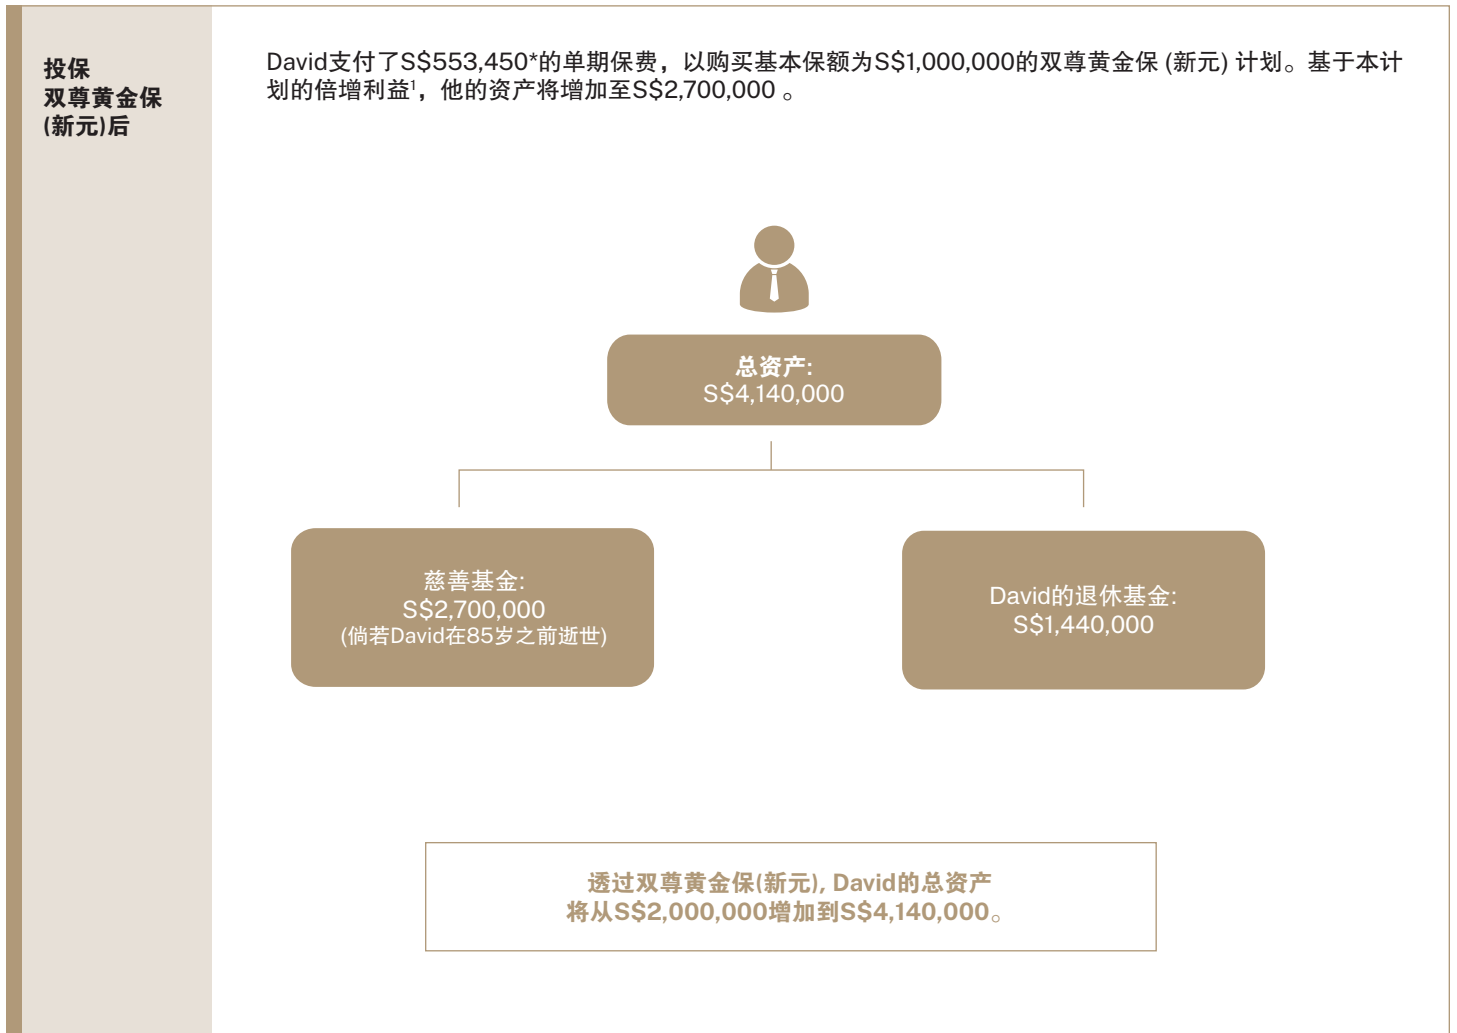 投保
双尊黄金保
(新元)后
David支付了S$553,450*的单期保费，以购买基本保额为S$1,000,000的双尊黄金保 (新元) 计划。基于本计
划的倍增利益¹，他的资产将增加至S$2,700,000 。
总资产:
S$4,140,000
慈善基金:
S$2,700,000
(倘若David在85岁之前逝世)
David的退休基金:
S$1,440,000
透过双尊黄金保(新元), David的总资产
将从S$2,000,000增加到S$4,140,000。